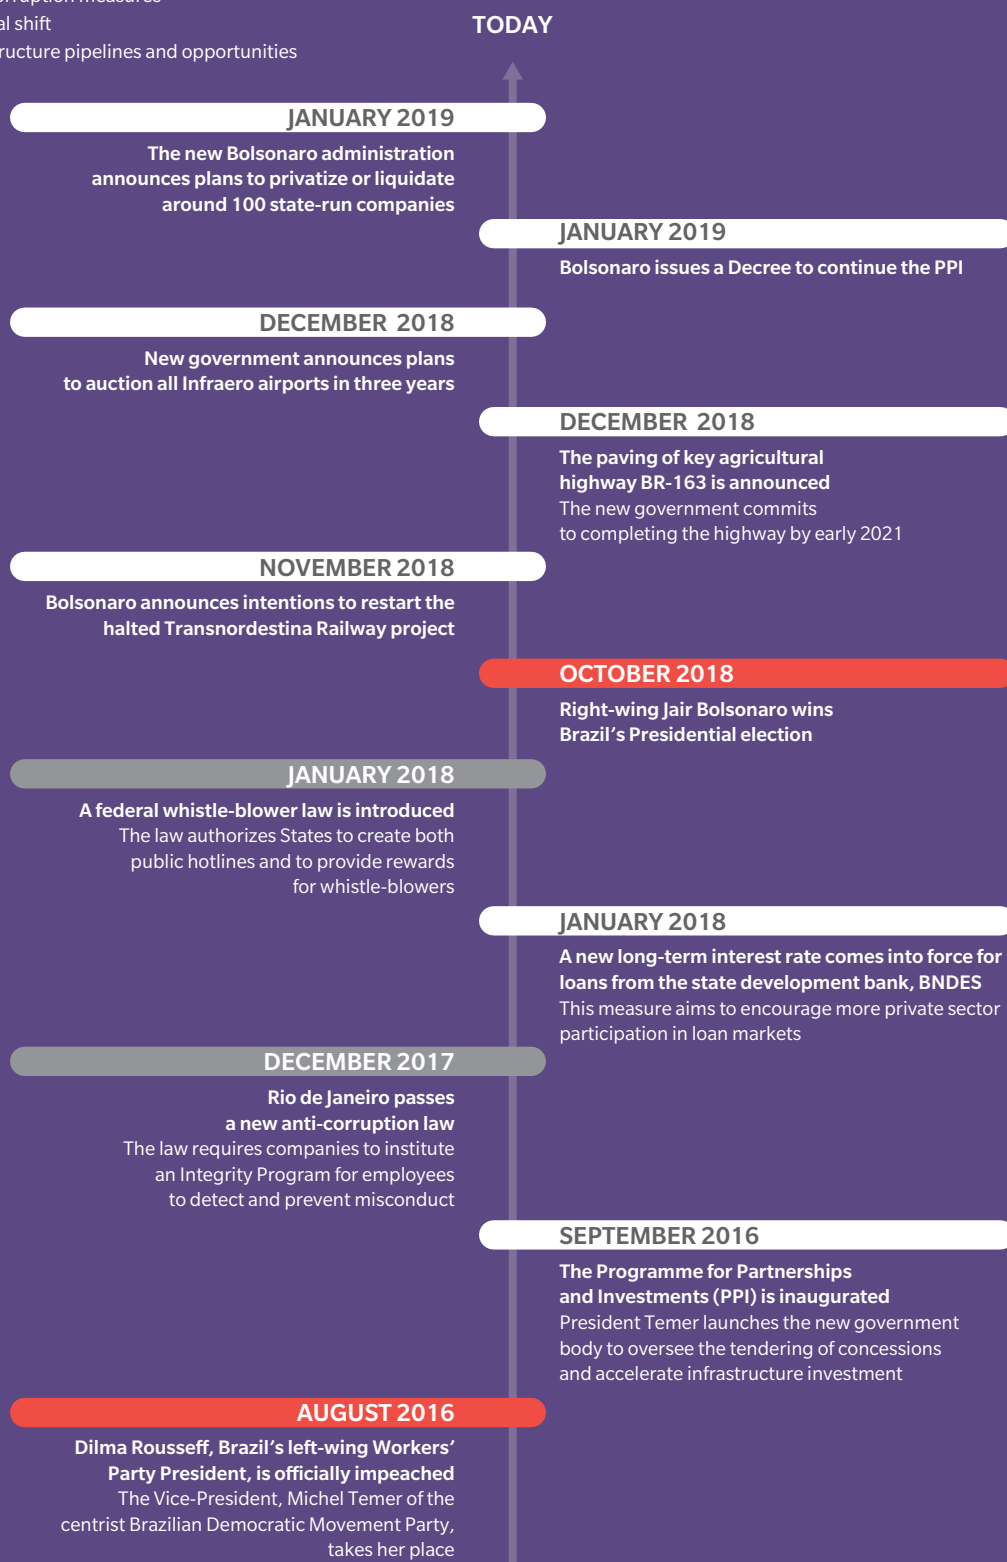 al shift
ructure pipelines and opportunities
TODAY
JANUARY 2019
The new Bolsonaro administration
announces plans to privatize or liquidate
around 100 state-run companies
JANUARY 2019
Bolsonaro issues a Decree to continue the PPI
DECEMBER 2018
New government announces plans
to auction all Infraero airports in three years
DECEMBER 2018
The paving of key agricultural
highway BR-163 is announced
The new government commits
to completing the highway by early 2021
NOVEMBER 2018
Bolsonaro announces intentions to restart the
halted Transnordestina Railway project
OCTOBER 2018
Right-wing Jair Bolsonaro wins
Brazil’s Presidential election
JANUARY 2018
A federal whistle-blower law is introduced
The law authorizes States to create both
public hotlines and to provide rewards
for whistle-blowers
JANUARY 2018
A new long-term interest rate comes into force for
loans from the state development bank, BNDES
This measure aims to encourage more private sector
participation in loan markets
DECEMBER 2017
Rio de Janeiro passes
a new anti-corruption law
The law requires companies to institute
an Integrity Program for employees
to detect and prevent misconduct
SEPTEMBER 2016
The Programme for Partnerships
and Investments (PPI) is inaugurated
President Temer launches the new government
body to oversee the tendering of concessions
and accelerate infrastructure investment
AUGUST 2016
Dilma Rousseff, Brazil’s left-wing Workers’
Party President, is officially impeached
The Vice-President, Michel Temer of the
centrist Brazilian Democratic Movement Party,
takes her place